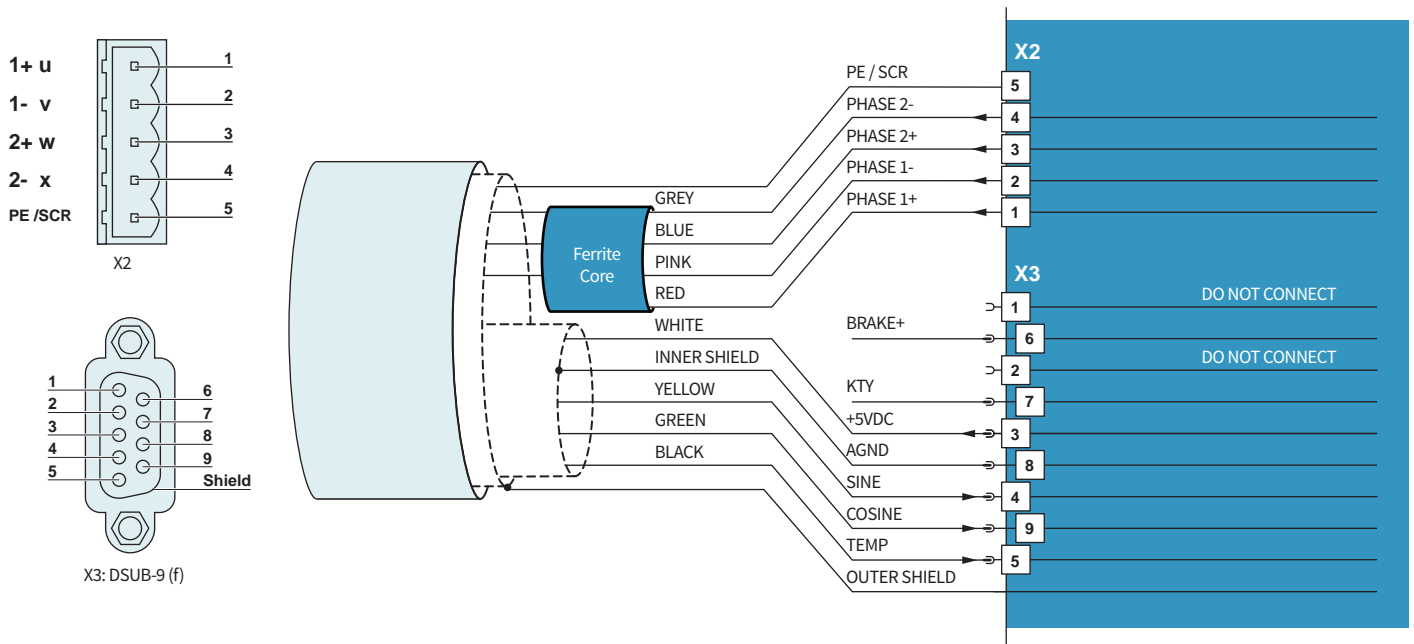 1+ u
1
1- v
2
2+ w
3
2- x
4
PE /SCR
5
X2
1
2
3
4
5
6
7
8
9
Shield
X3: DSUB-9 (f)
Ferrite
Core
GREY
BLUE
PINK
RED
WHITE
INNER SHIELD
YELLOW
GREEN
BLACK
PE / SCR
PHASE 2-
PHASE 2+
PHASE 1-
PHASE 1+
BRAKE+
KTY
+5VDC
AGND
SINE
COSINE
TEMP
OUTER SHIELD
X2
5
4
3
2
1
X3
1
DO NOT CONNECT
6
2
DO NOT CONNECT
7
3
8
4
9
5